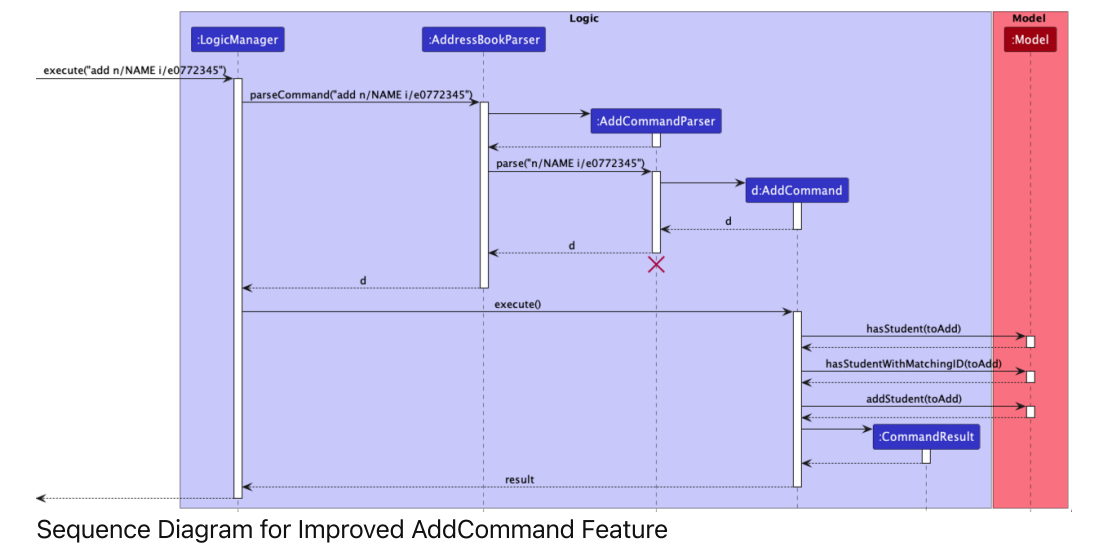 Logic
Model
:LogicManager
:AddressBookParser
:Model
execute("add n/NAME i/e0772345")
parseCommand("add n/NAME i/e0772345")
:AddCommandParser
parse("n/NAME i/e0772345")
d:AddCommand
d
d
d
execute()
hasStudent(toAdd)
hasStudentWithMatchingID(toAdd)
addStudent(toAdd)
:CommandResult
result
Sequence Diagram for Improved AddCommand Feature